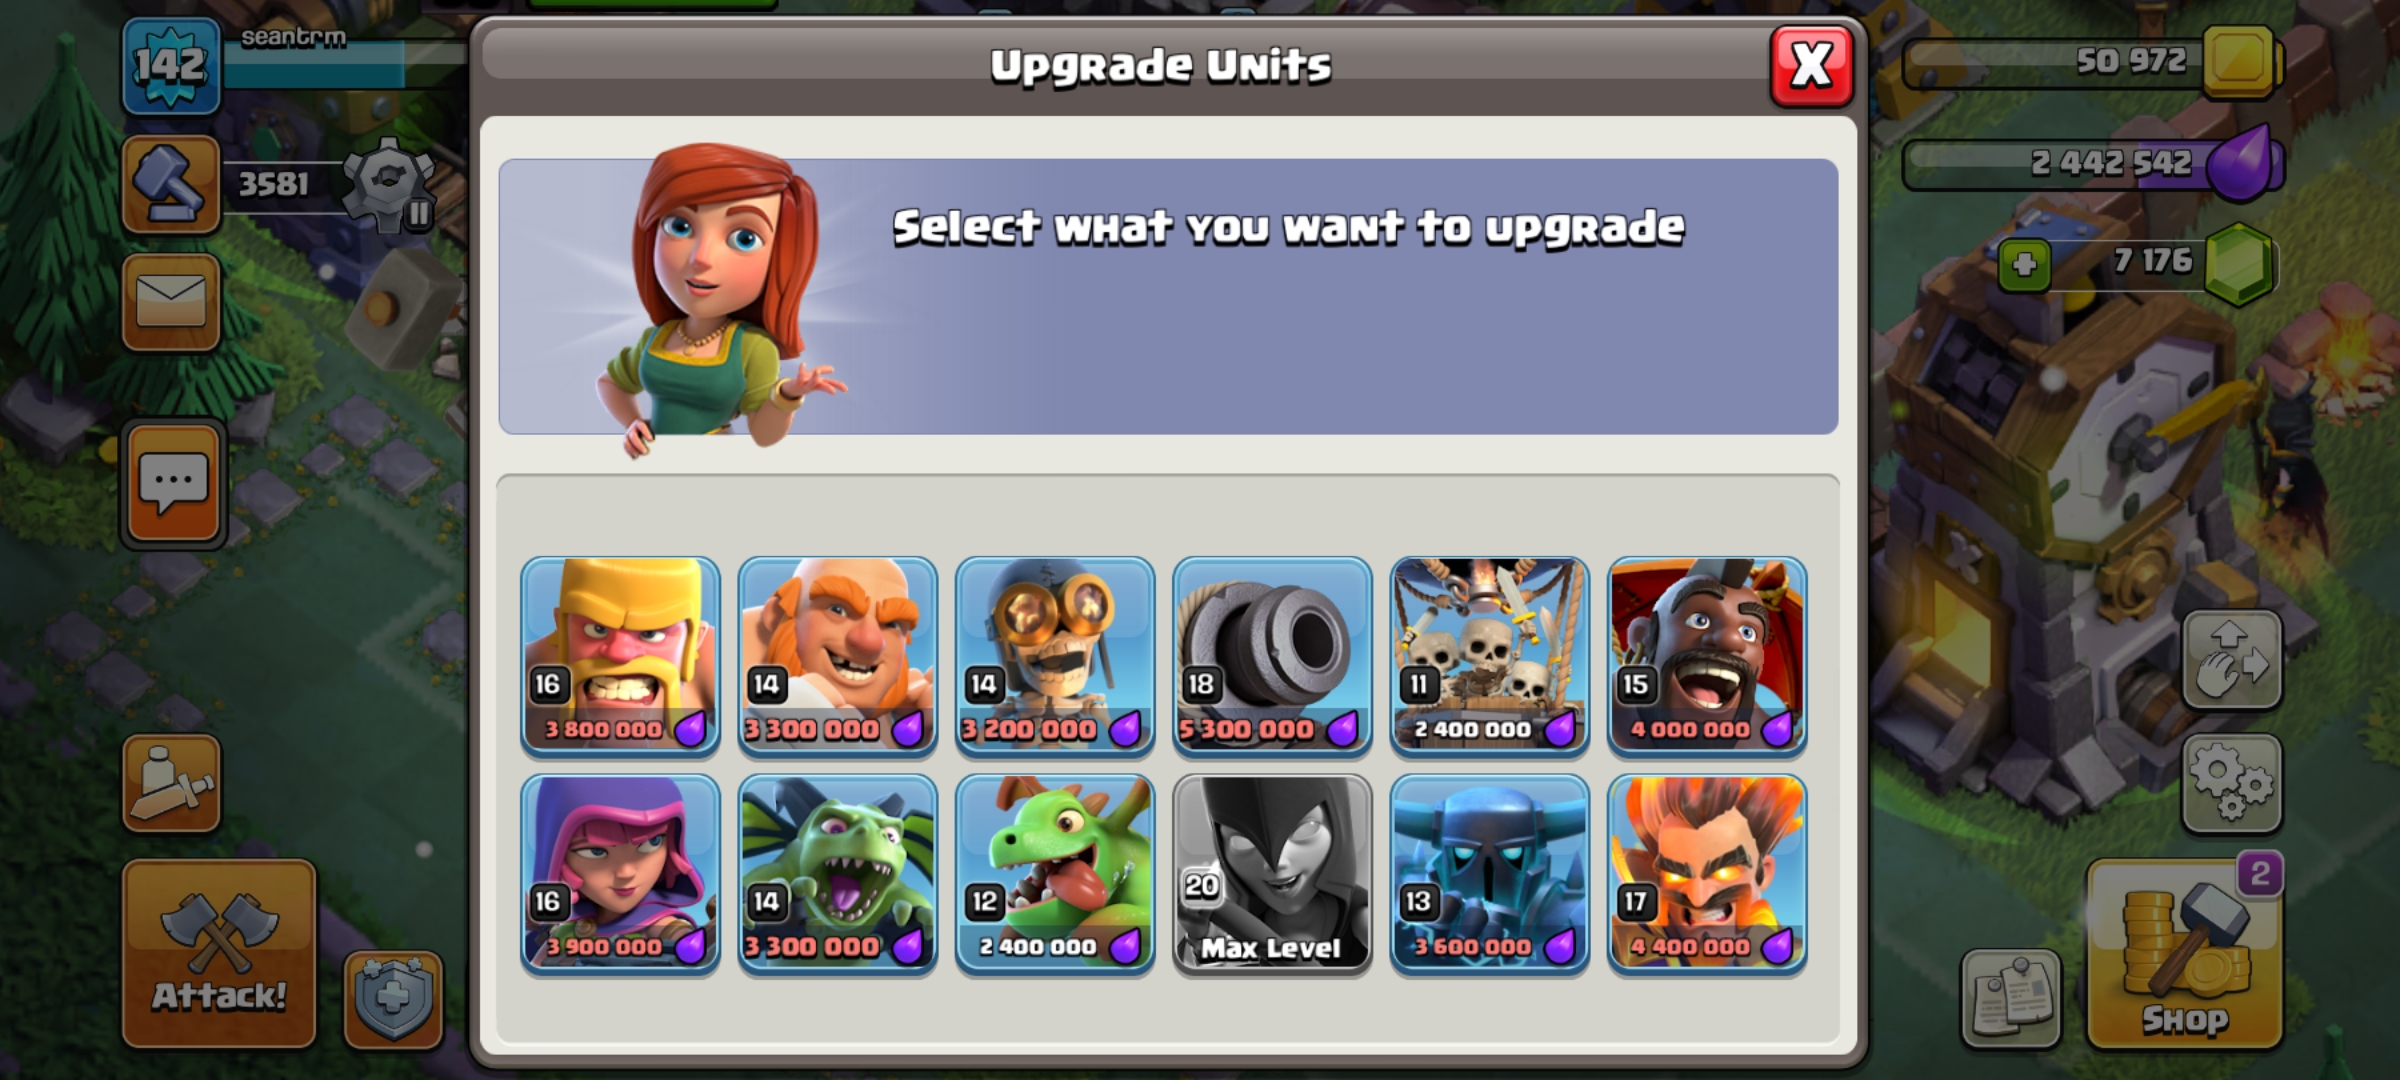 142
seantrm
3581
Upgrade Units
X
50 972
2 442 542
7 176
Select what you want to upgrade
16
3 800 000
14
3 300 000
14
3 200 000
18
5 300 000
11
2 400 000
15
4 000 000
16
3 900 000
14
3 300 000
12
2 400 000
20
Max Level
13
3 600 000
17
4 400 000
Attack!
2
Shop